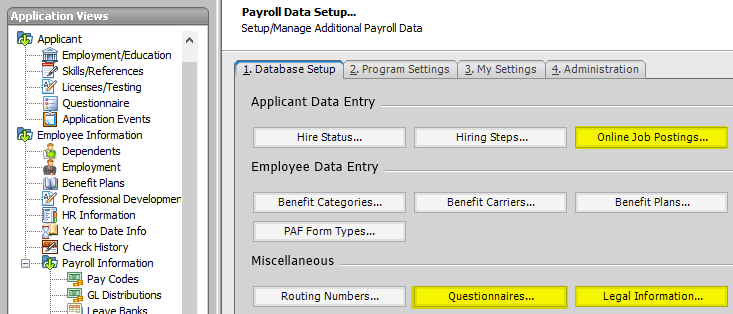 Application Views
Applicant
Employment/Education
Skills/References
Licenses/Testing
Questionnaire
Application Events
Employee Information
Dependents
Employment
Benefit Plans
Professional Developmen
HR Information
Year to Date Info
Check History
Payroll Information
Pay Codes
GL Distributions
Leave Banks
Payroll Data Setup...
Setup/Manage Additional Payroll Data
1. Database Setup 2. Program Settings 3. My Settings 4. Administration
Applicant Data Entry
Hire Status... Hiring Steps... Online Job Postings...
Employee Data Entry
Benefit Categories... Benefit Carriers... Benefit Plans...
PAF Form Types...
Miscellaneous
Routing Numbers... Questionnaires... Legal Information...